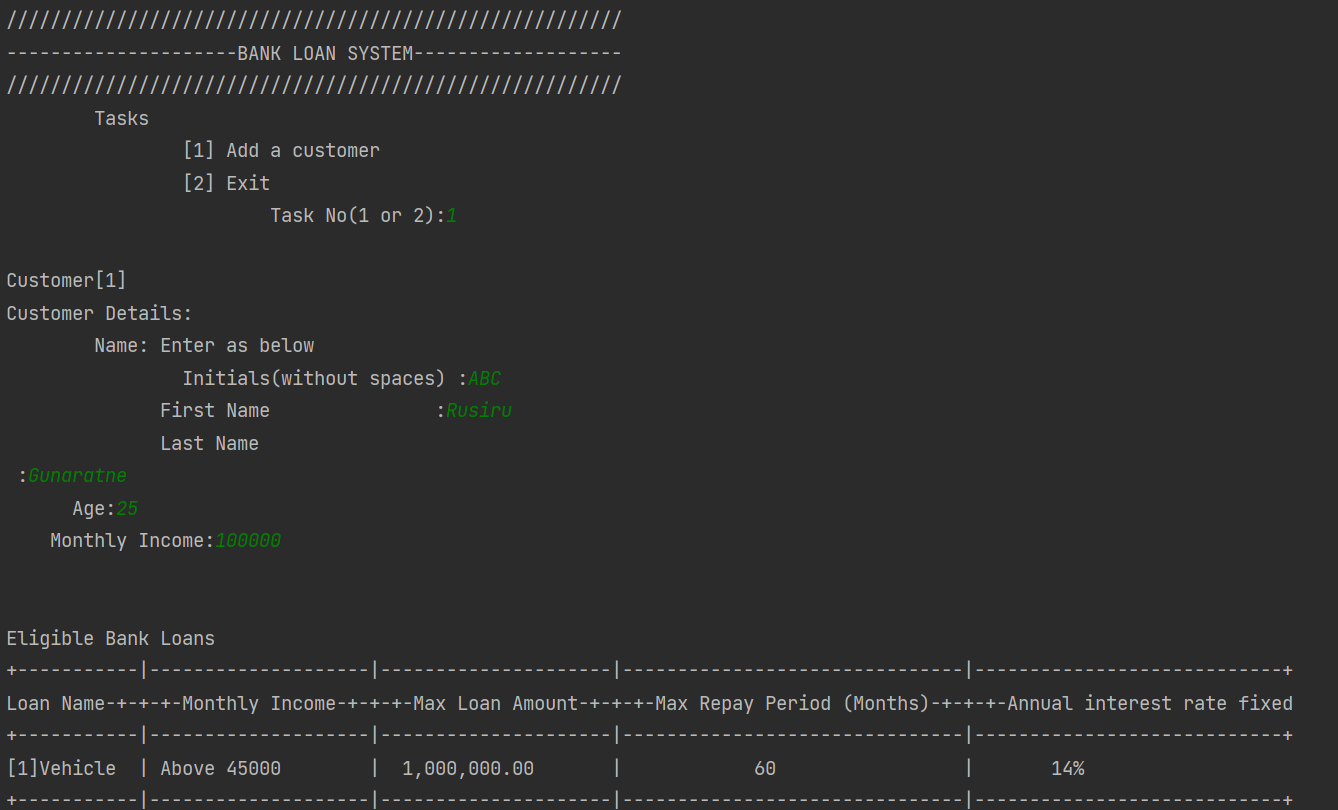 ////////////////////////////////////////////////////////
---------------------BANK LOAN SYSTEM-------------------
////////////////////////////////////////////////////////
Tasks
[1] Add a customer
[2] Exit
Task No(1 or 2):1
Customer[1]
Customer Details:
Name: Enter as below
Initials(without spaces) :ABC
First Name               :Rusiru
Last Name
:Gunaratne
Age:25
Monthly Income:100000
Eligible Bank Loans
+-----------|--------------------|---------------------|-------------------------------|----------------------------+
Loan Name-+-+-+-Monthly Income-+-+-+-Max Loan Amount-+-+-+-Max Repay Period (Months)-+-+-+-Annual interest rate fixed
+-----------|--------------------|---------------------|-------------------------------|----------------------------+
[1]Vehicle  | Above 45000        |  1,000,000.00       |            60                 |       14%
+-----------|--------------------|---------------------|-------------------------------|----------------------------+